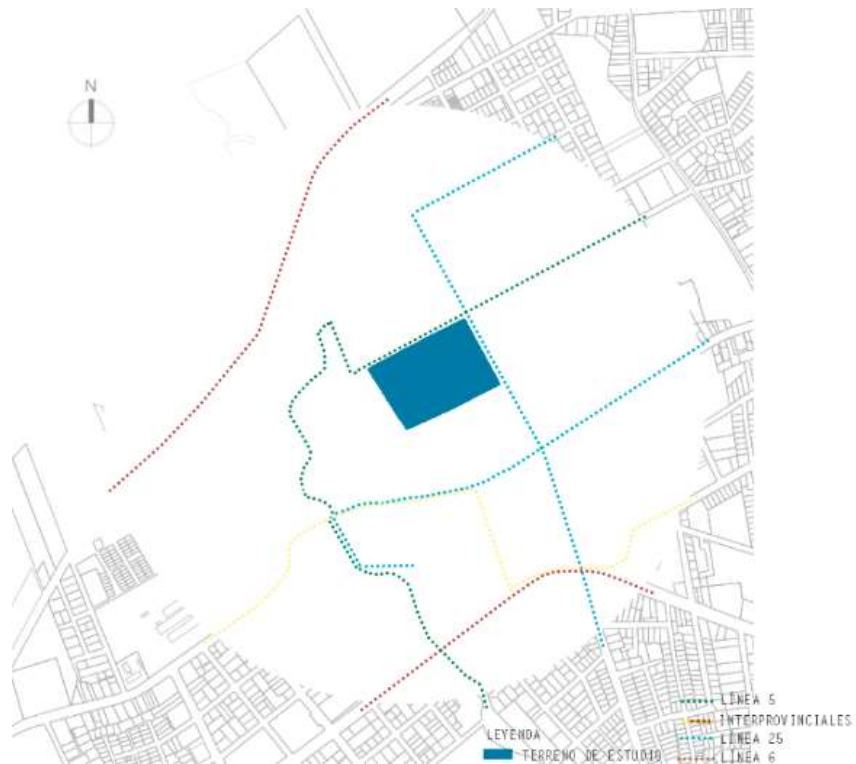 N
LÍNEA 5
INTERPROVINCIALES
LEYENDA
LÍNEA 25
TERRENO DE ESTUDIO
LÍNEA 6